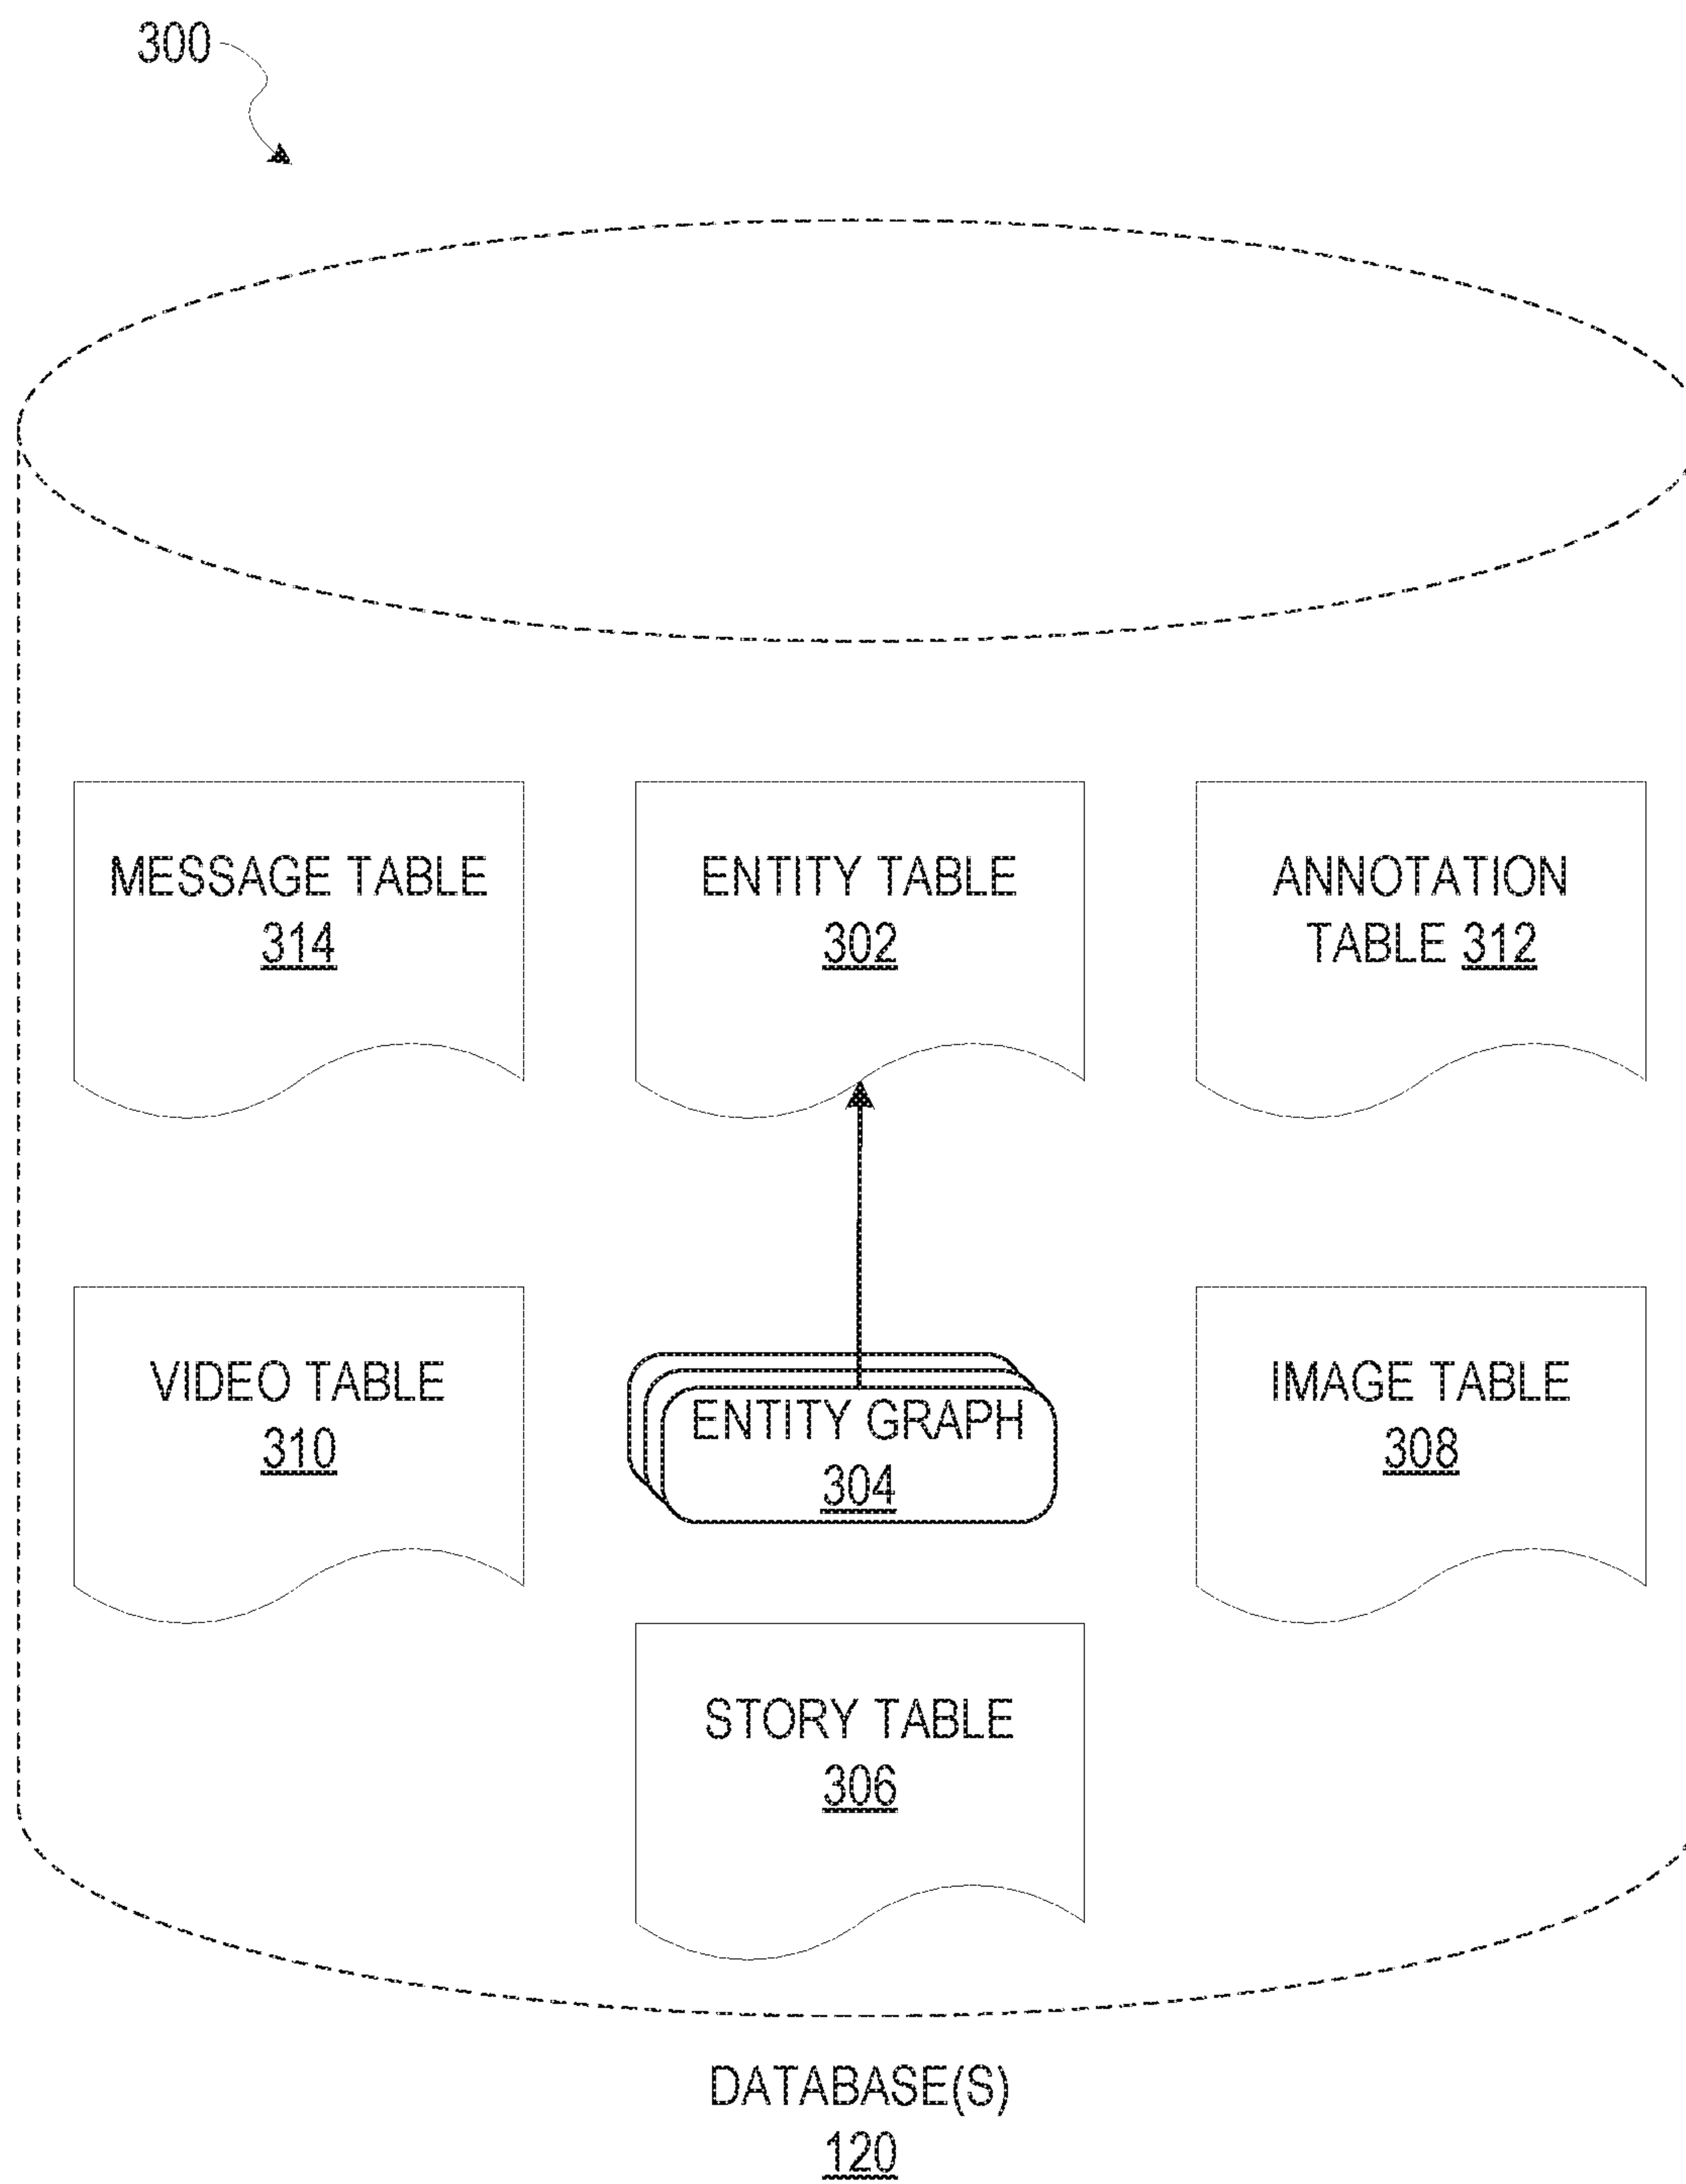 300
MESSAGE TABLE
314
ENTITY TABLE
302
ANNOTATION
TABLE 312
VIDEO TABLE
310
ENTITY GRAPH
304
IMAGE TABLE
308
STORY TABLE
306
DATABASE(S)
120